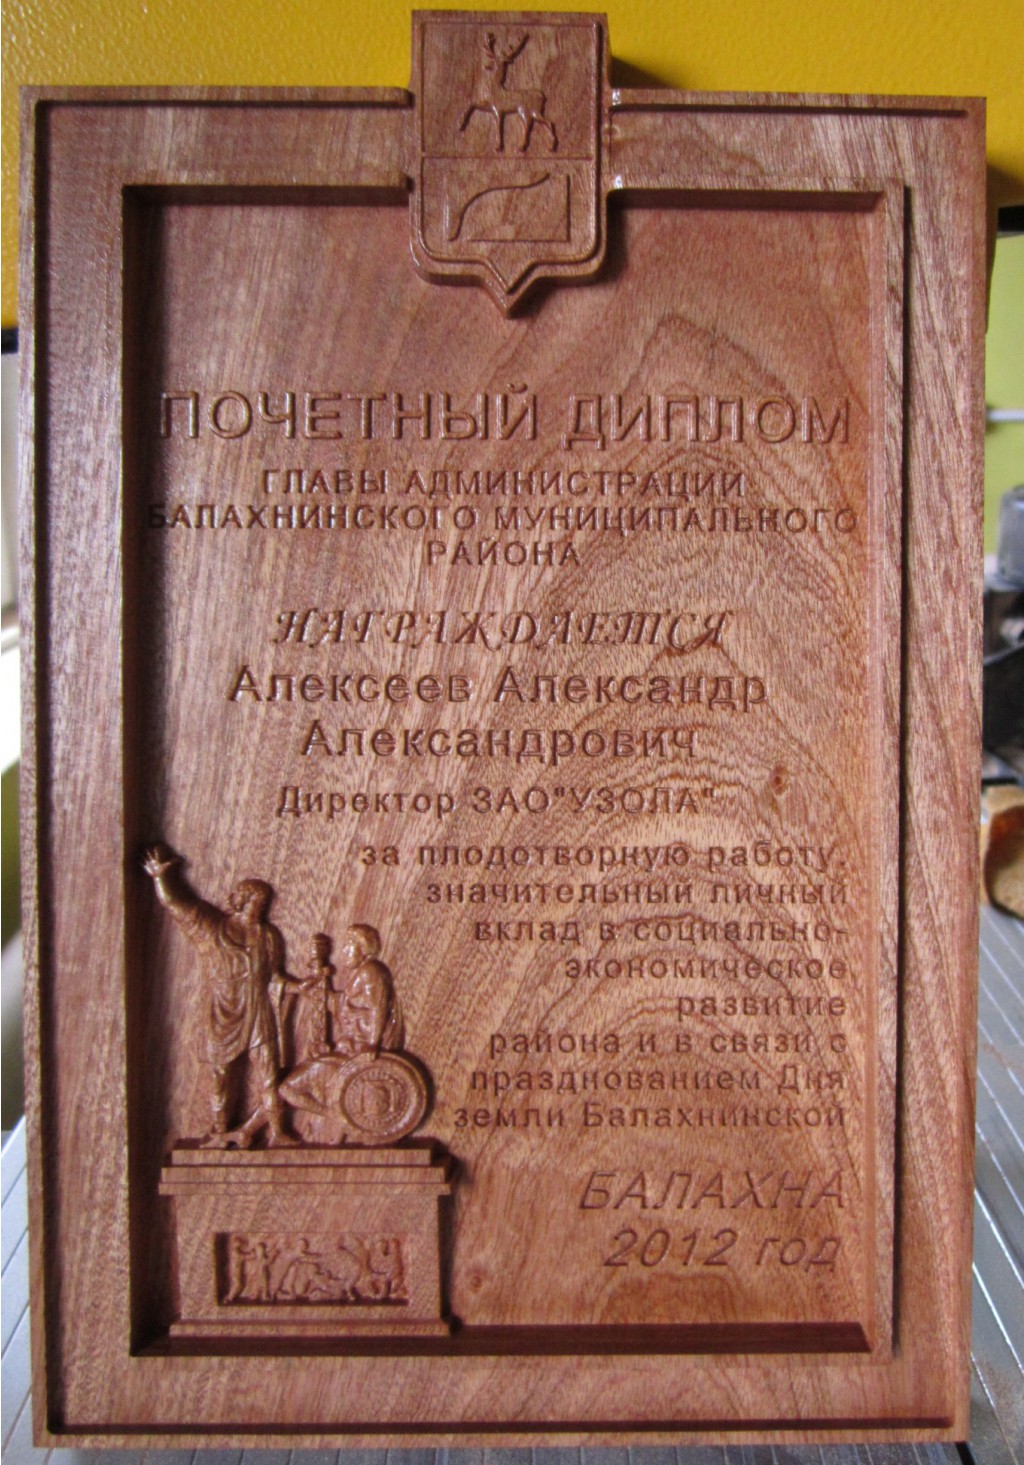 ПОЧЕТНЫЙ ДИПЛОМ
ГЛАВЫ АДМИНИСТРАЦИИ
БАЛАХНИНСКОГО МУНИЦИПАЛЬНОГО
РАЙОНА
НАГРАЖДАЕТСЯ
Алексеев Александр
Александрович
Директор ЗАО"УЗОЛА"
за плодотворную работу,
значительный личный
вклад в социально-
экономическое
развитие
района и в связи с
празднованием Дня
земли Балахнинской
БАЛАХНА
2012 год